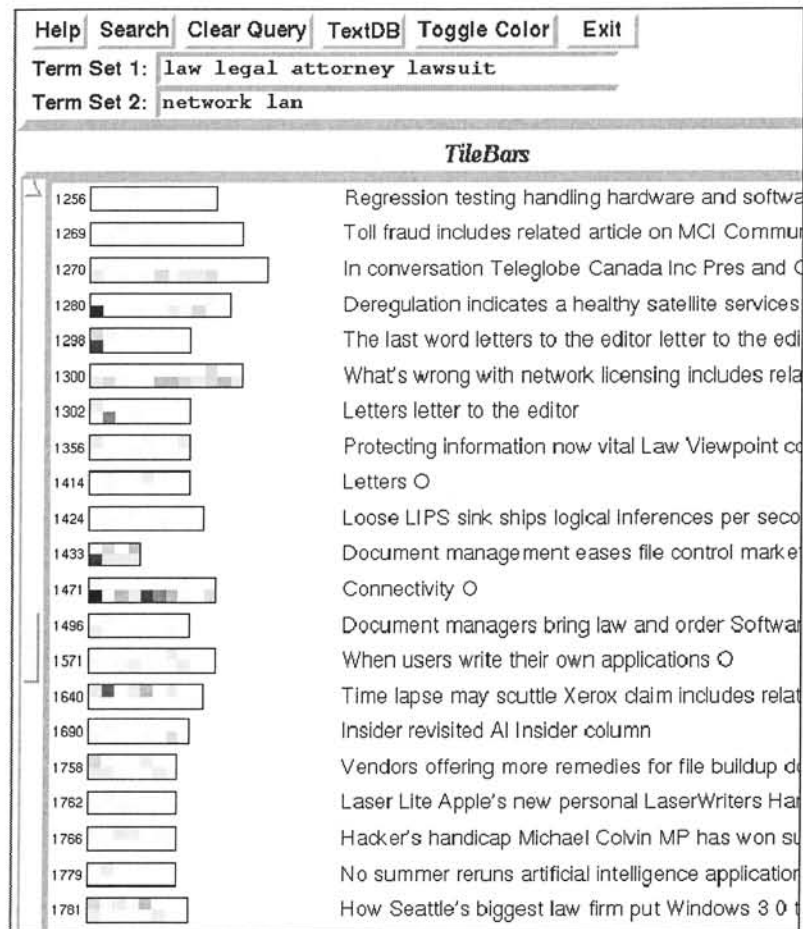 Help Search Clear Query TextDB Toggle Color Exit
Term Set 1: law legal attorney lawsuit
Term Set 2: network lan
TileBars
1256 Regression testing handling hardware and softwa
1269 Toll fraud includes related article on MCI Commu
1270 In conversation Teleglobe Canada Inc Pres and C
1280 Deregulation indicates a healthy satellite services
1298 The last word letters to the editor letter to the edi
1300 What's wrong with network licensing includes rela
1302 Letters letter to the editor
1356 Protecting information now vital Law Viewpoint co
1414 Letters O
1424 Loose LIPS sink ships logical inferences per seco
1433 Document management eases file control marke
1471 Connectivity O
1496 Document managers bring law and order Softwar
1571 When users write their own applications O
1640 Time lapse may scuttle Xerox claim includes relat
1690 Insider revisited AI Insider column
1758 Vendors offering more remedies for file buildup do
1762 Laser Lite Apple's new personal LaserWriters Har
1766 Hacker's handicap Michael Colvin MP has won su
1779 No summer reruns artificial intelligence application
1781 How Seattle's biggest law firm put Windows 3 0 t